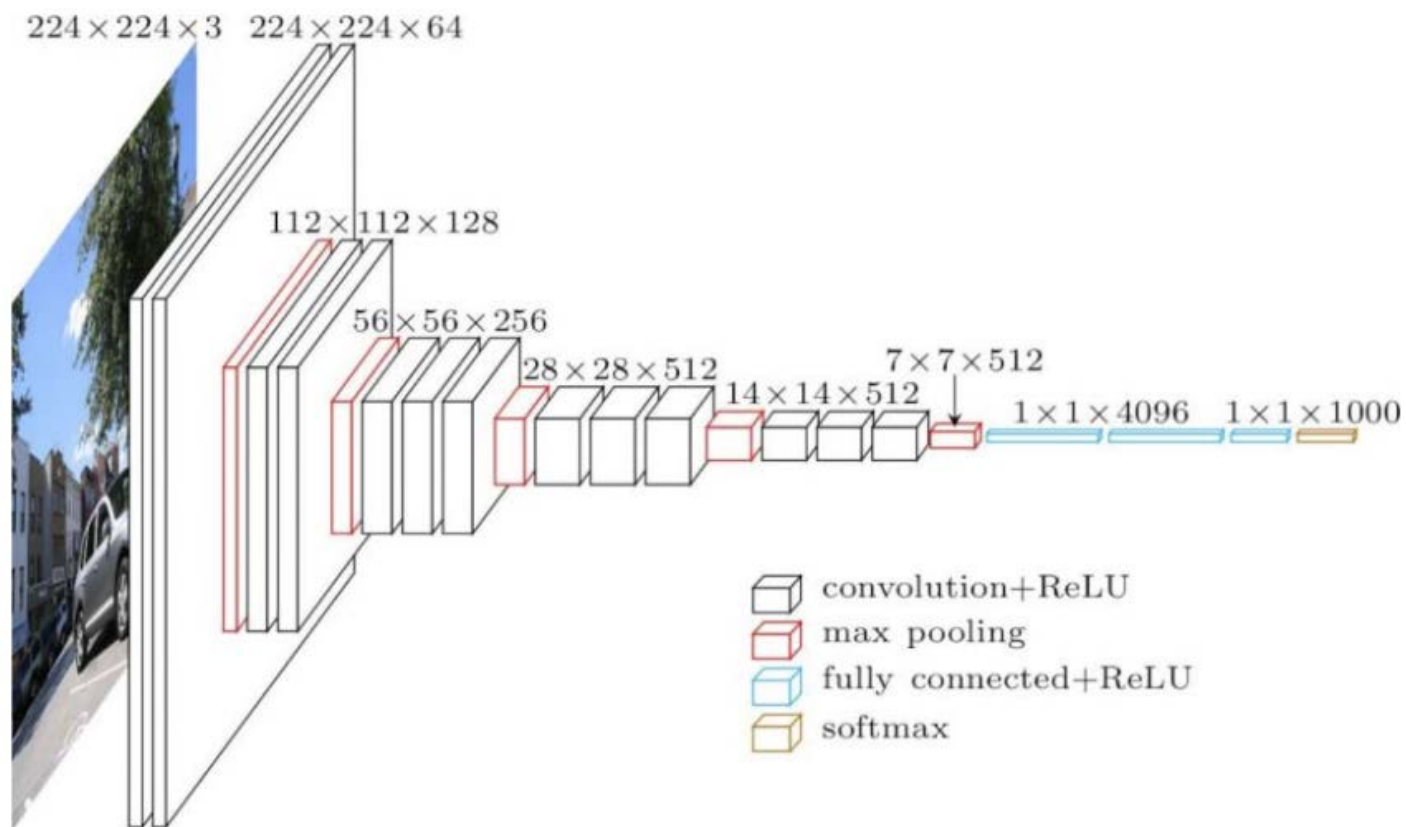 224×224×3
224×224×64
112×112×128
56×56×256
28×28×512
14×14×512
7×7×512
1×1×4096
1×1×1000
convolution+ReLU
max pooling
fully connected+ReLU
softmax